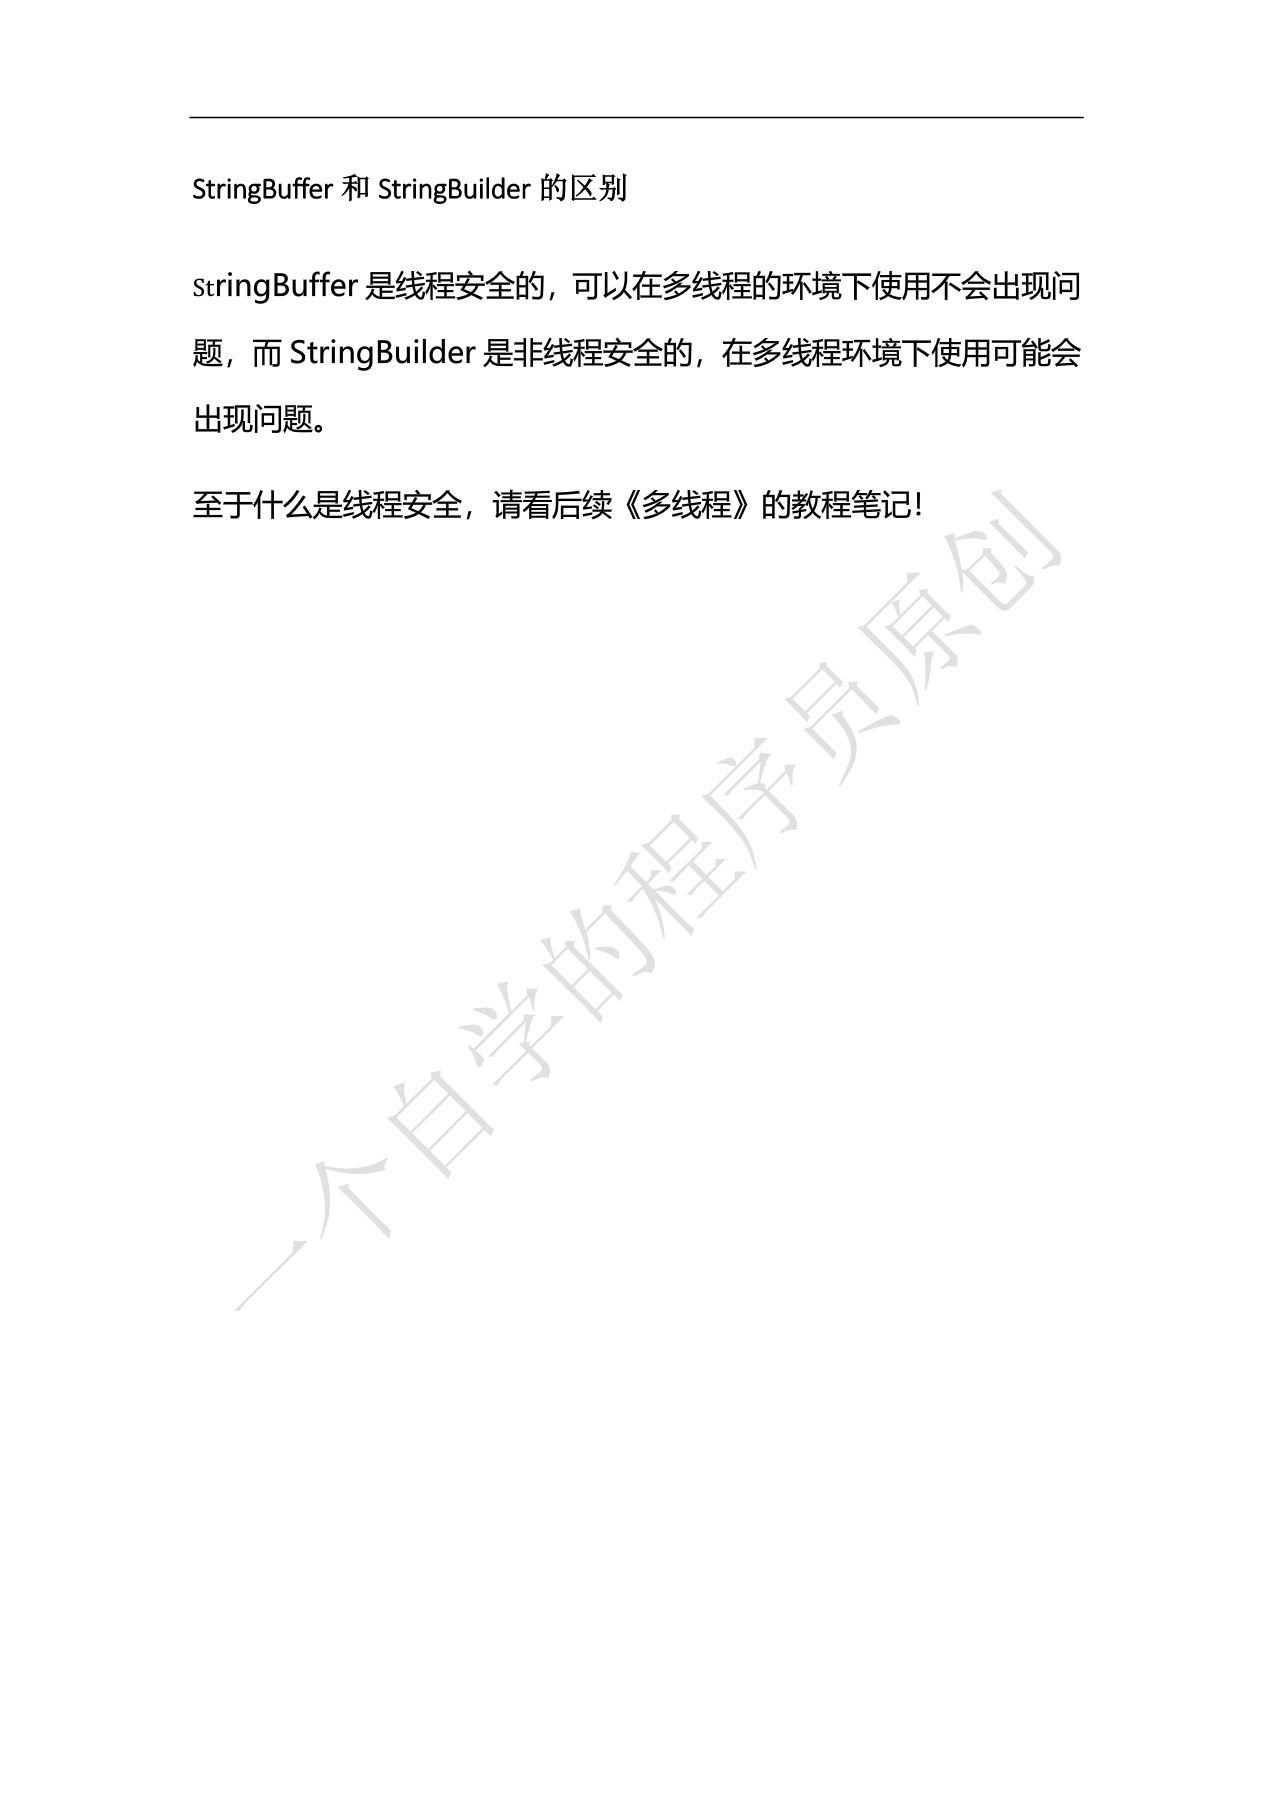 StringBuffer 和 StringBuilder 的区别
StringBuffer 是线程安全的，可以在多线程的环境下使用不会出现问
题，而 StringBuilder 是非线程安全的，在多线程环境下使用可能会
出现问题。
至于什么是线程安全，请看后续《多线程》的教程笔记！
一个自学的程序员原创